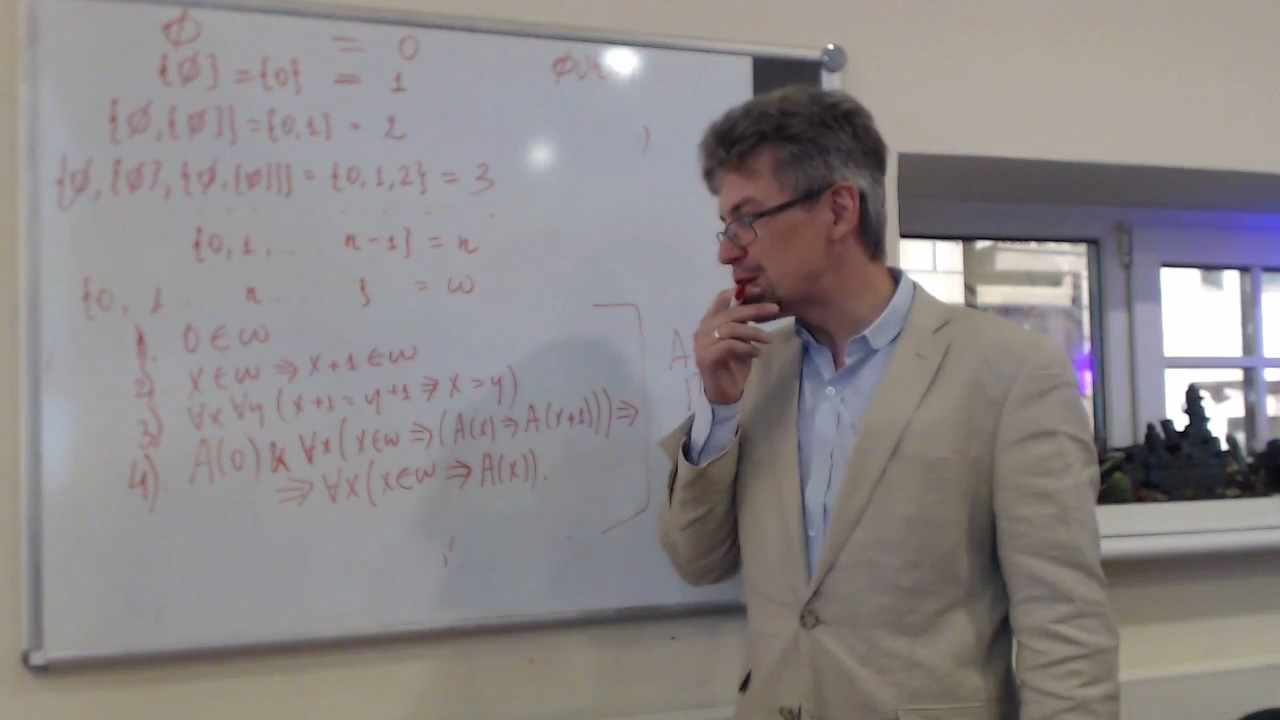 ∅ = 0
{∅} = {0} = 1
{∅,{∅}} = {0,1} = 2
{∅,{∅},{∅,{∅}}} = {0,1,2} = 3
{0,1,... n-1} = n
{0, 1 ... n ... } = ω
1. 0 ∈ ω
2) x ∈ ω ⇒ x+1 ∈ ω
3) ∀x ∀y (x+1 = y+1 ⇒ x = y)
4). A(0) & ∀x(x∈ω ⇒ (A(x) ⇒ A(x+1))) ⇒
⇒ ∀x(x∈ω ⇒ A(x)).
∅∪
A